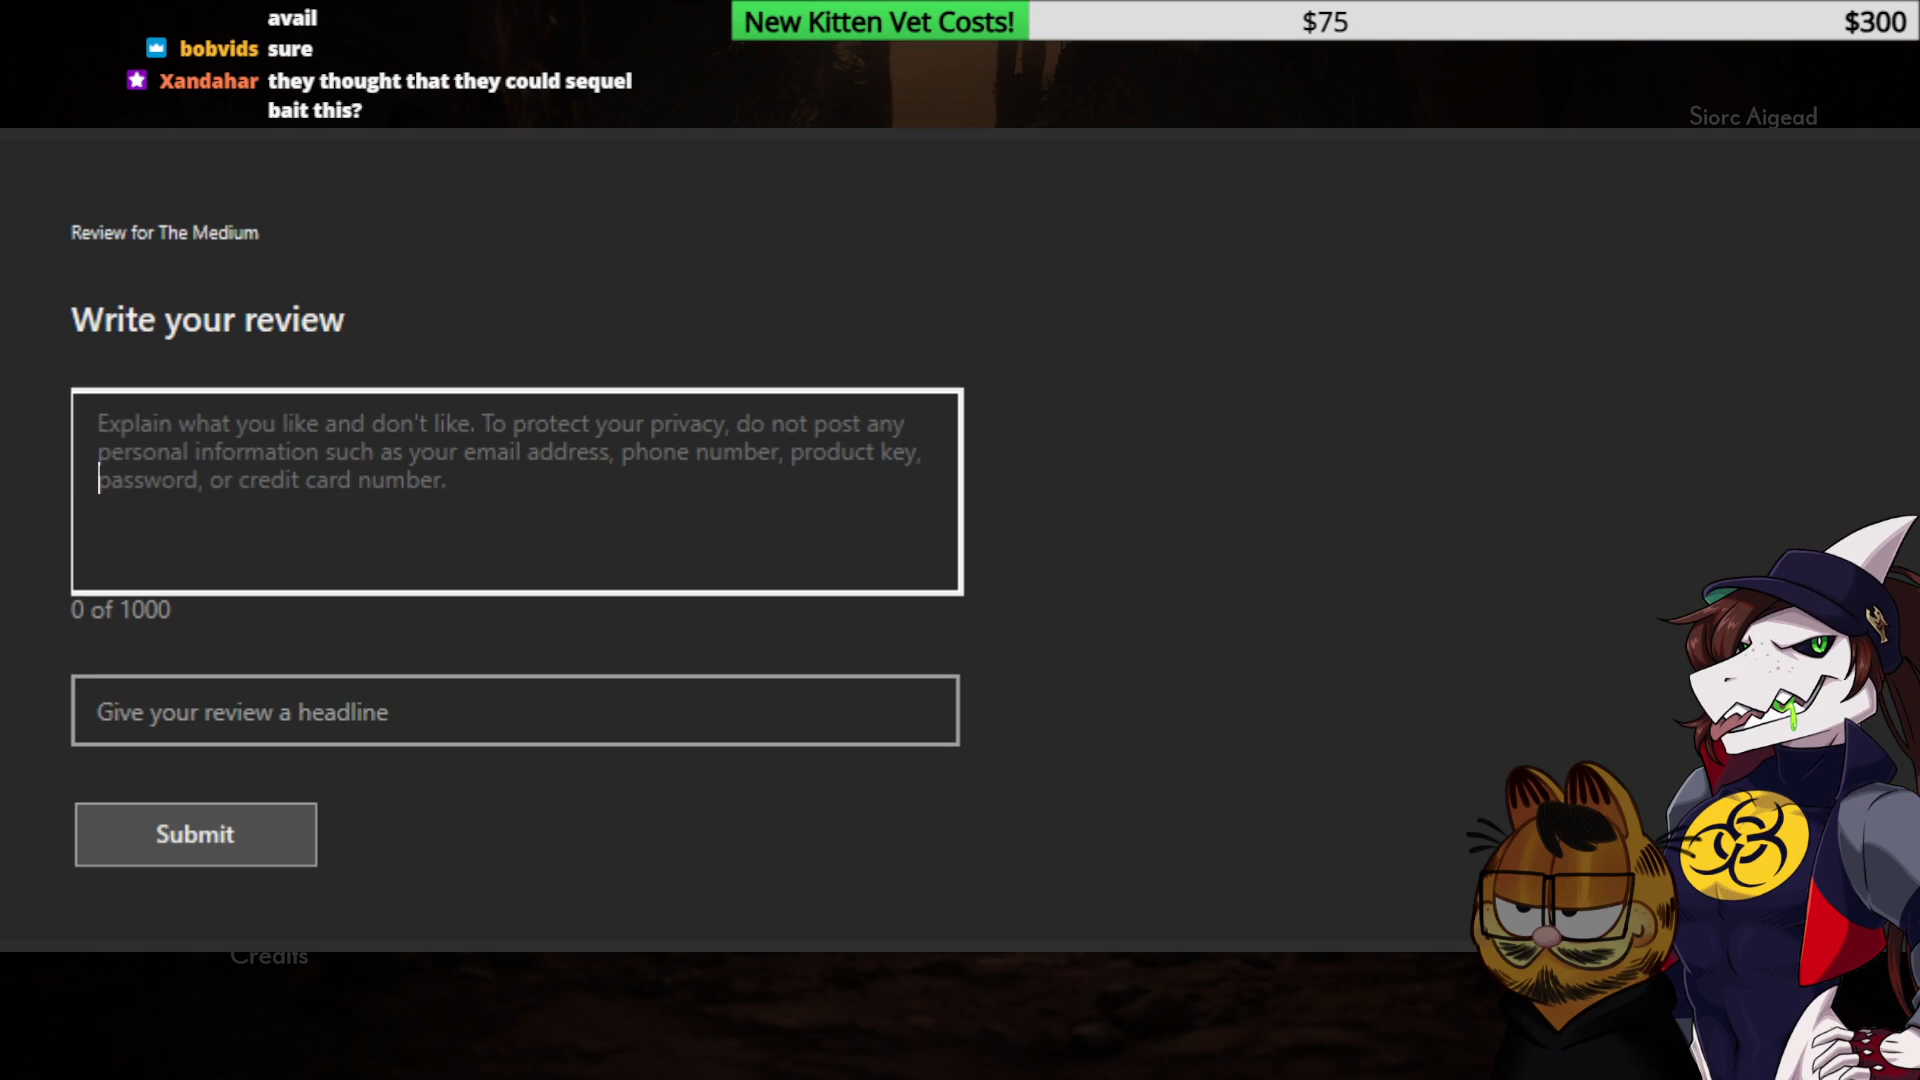 avail
bobvids sure
Xandahar they thought that they could sequel
bait this?
New Kitten Vet Costs! $75 $300
Siorc Aigead
Review for The Medium
Write your review
Explain what you like and don't like. To protect your privacy, do not post any
personal information such as your email address, phone number, product key,
password, or credit card number.
0 of 1000
Give your review a headline
Submit
Credits